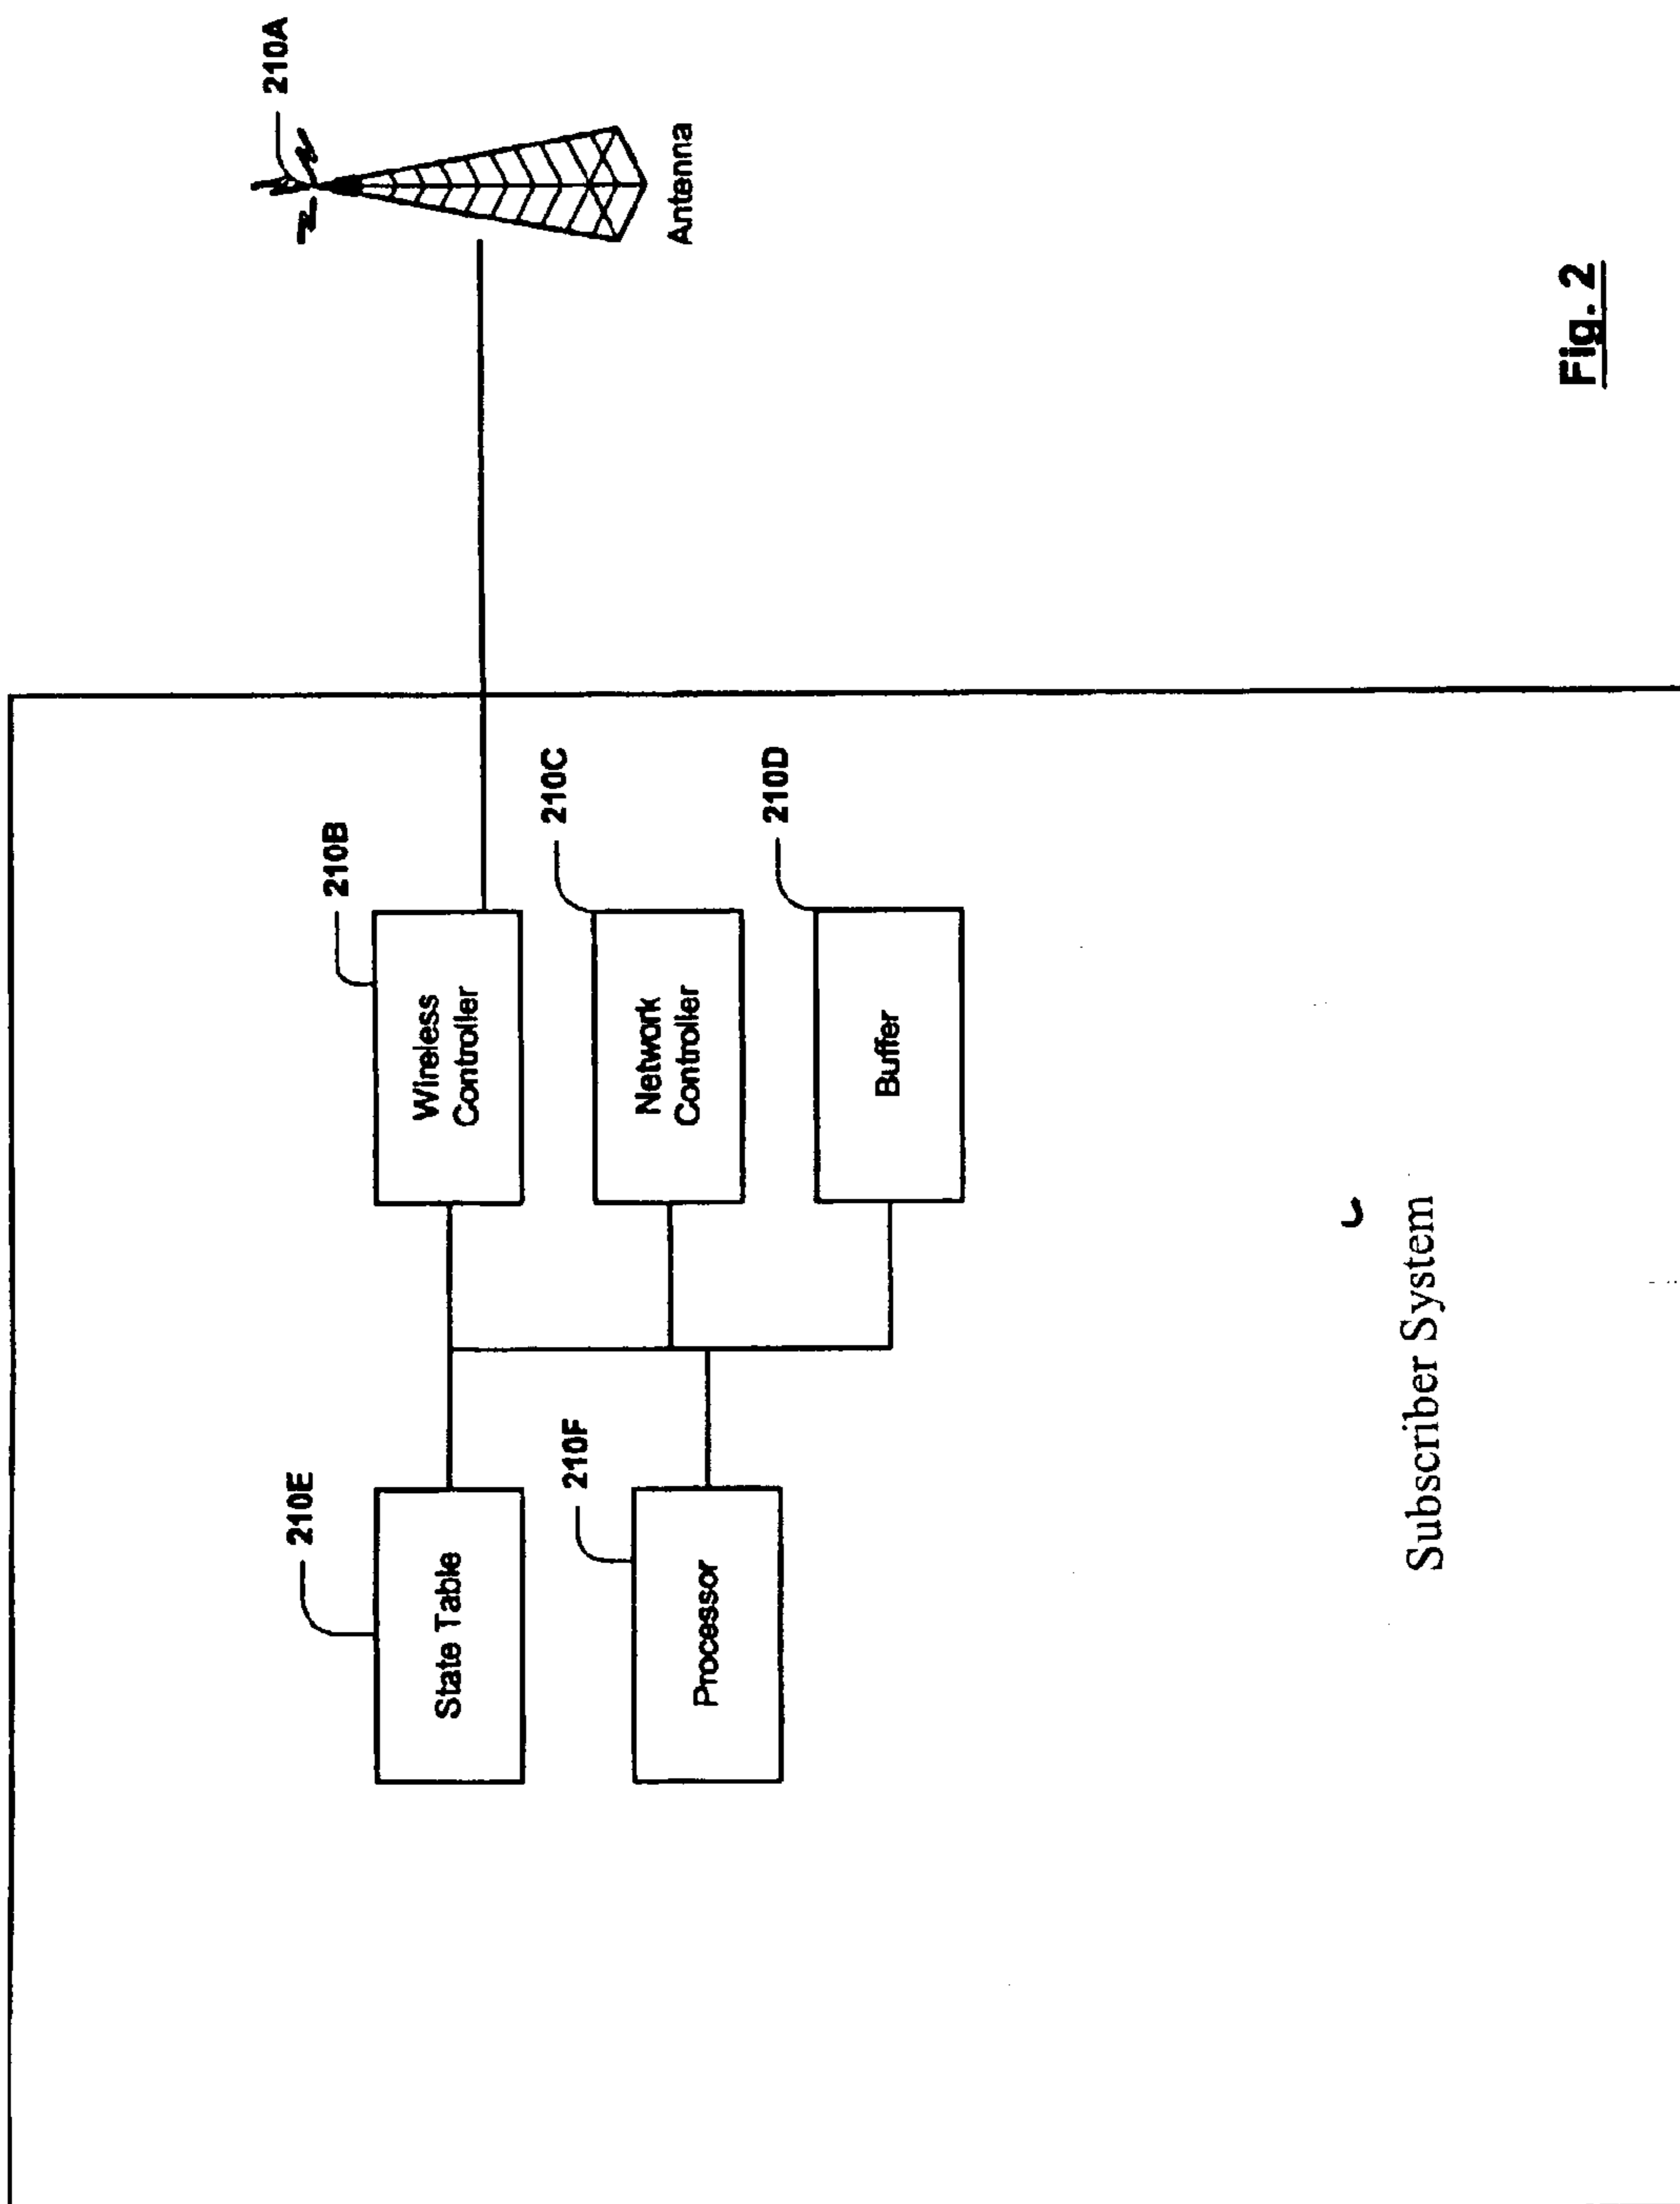 210A
Antenna
210B
Wireless
Controller
210C
Network
Controller
210D
Buffer
210E
State Table
210F
Processor
Subscriber System
Fig. 2